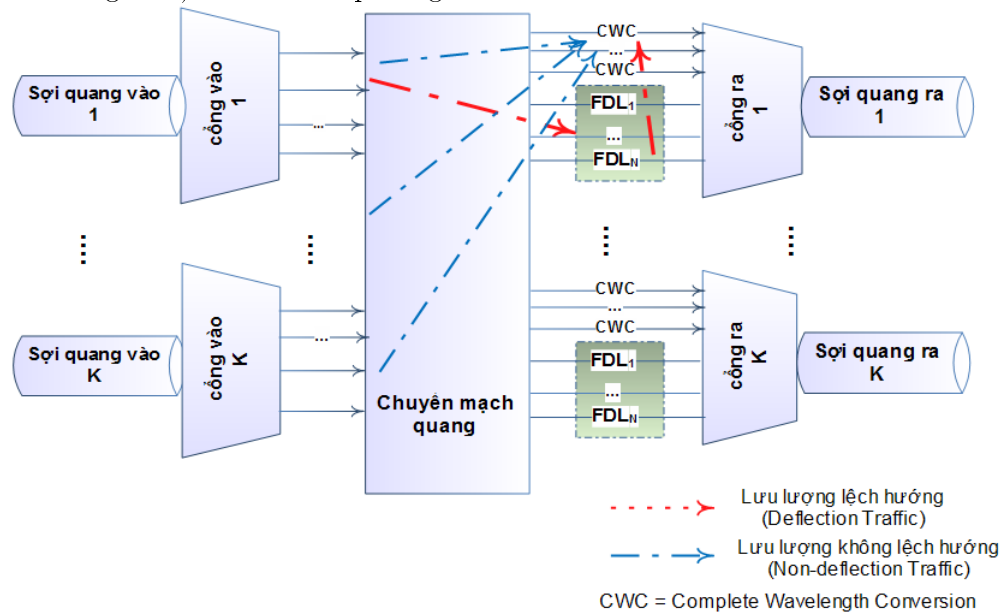 Sợi quang vào
1
cổng vào
1
...
CWC
...
CWC
FDL1
...
FDLN
cổng ra
1
Sợi quang ra
1
....
....
....
....
Sợi quang vào
K
cổng vào
K
...
Chuyên mạch
quang
CWC
...
CWC
FDL1
...
FDLN
cổng ra
K
Sợi quang ra
K
Lưu lượng lệch hướng
(Deflection Traffic)
Lưu lượng không lệch hướng
(Non-deflection Traffic)
CWC = Complete Wavelength Conversion